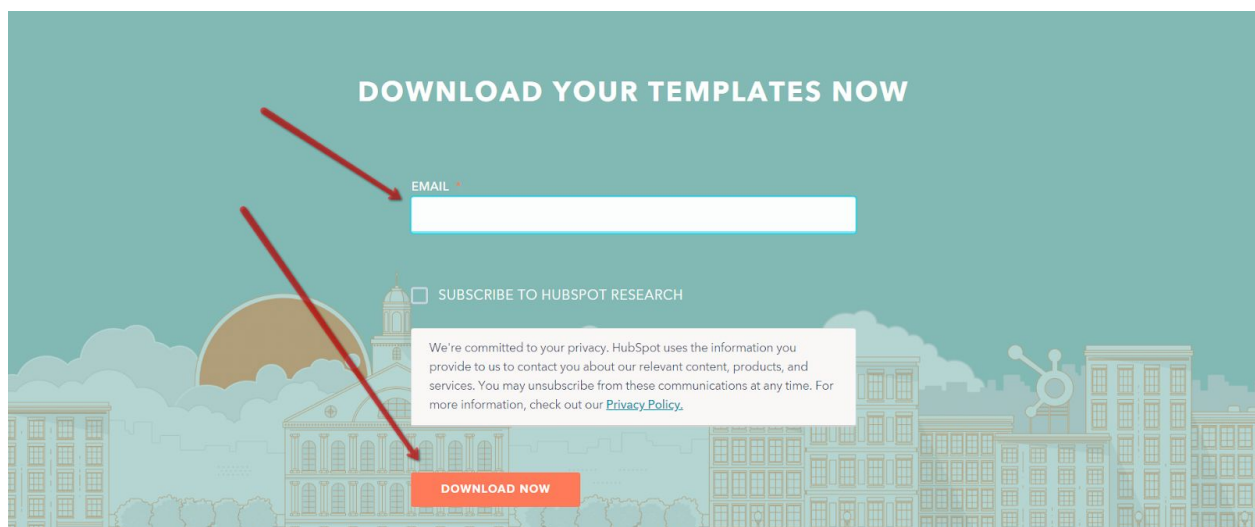 DOWNLOAD YOUR TEMPLATES NOW
EMAIL *
SUBSCRIBE TO HUBSPOT RESEARCH
We're committed to your privacy. HubSpot uses the information you
provide to us to contact you about our relevant content, products, and
services. You may unsubscribe from these communications at any time. For
more information, check out our Privacy Policy.
DOWNLOAD NOW